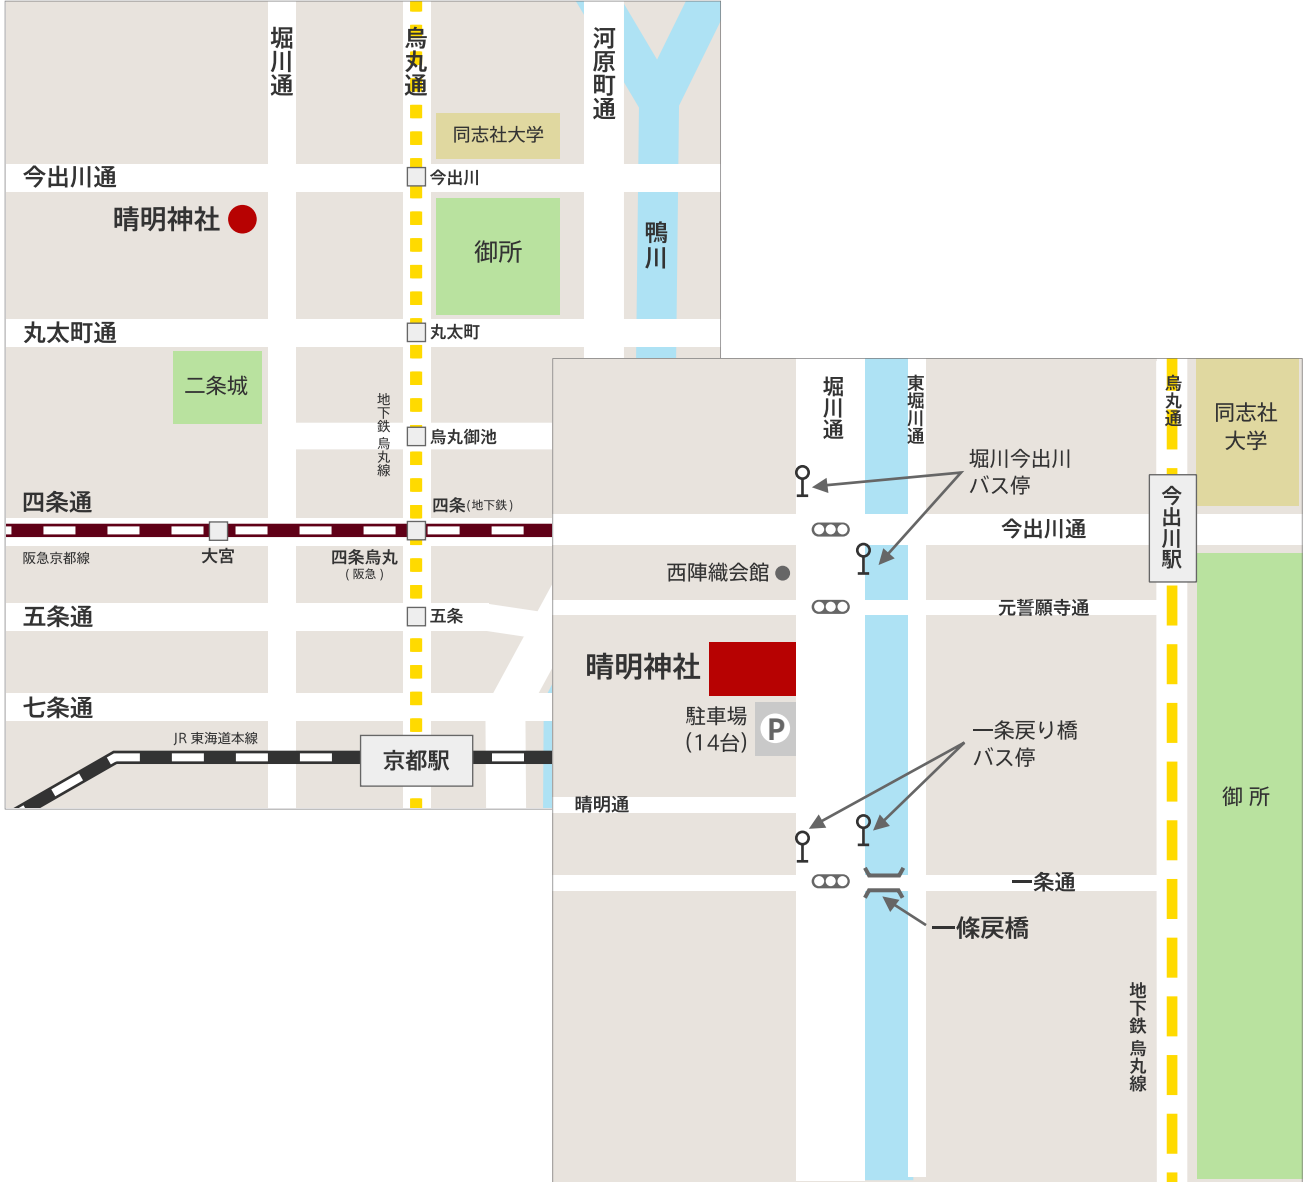 堀川通
烏丸通
河原町通
同志社大学
今出川通
今出川
晴明神社
御所
鴨川
丸太町通
丸太町
二条城
地下鉄 烏丸線
烏丸御池
四条通
四条(地下鉄)
阪急京都線
大宮
四条烏丸
(阪急)
五条通
五条
七条通
JR 東海道本線
京都駅
堀川通
東堀川通
烏丸通
同志社
大学
堀川今出川
バス停
今出川駅
今出川通
西陣織会館
元誓願寺通
晴明神社
駐車場
(14台)
P
一条戻り橋
バス停
御 所
晴明通
一条通
一條戻橋
地下鉄 烏丸線